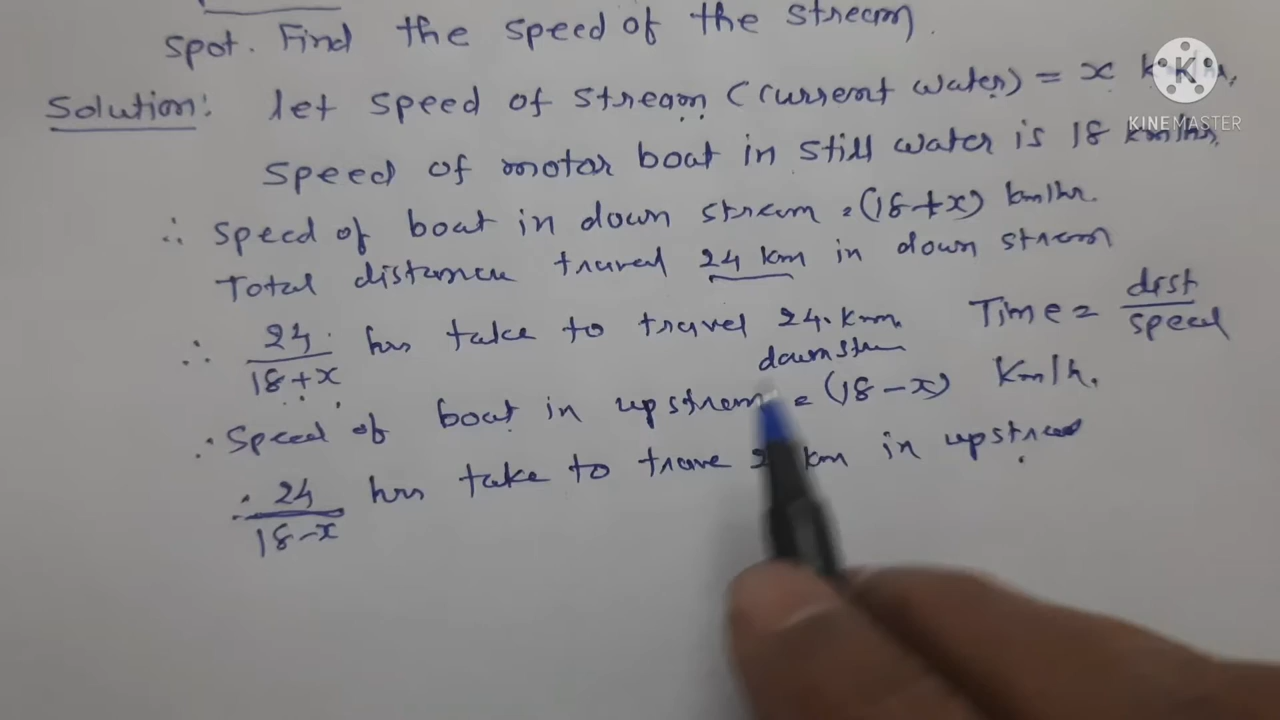 spot. Find the speed of the stream.
Solution: let speed of stream (current water) = x
K
KINEMASTER
speed of motor boat in still water is 18 km/hr.
∴ speed of boat in down stream = (18+x) km/hr.
Total distance travel 24 km in down stream
∴ 24/18+x hrs take to travel 24 km downstream Time = dist/speed
∴ speed of boat in upstream = (18-x) Km/h.
24/18-x hrs take to trave km in upstream